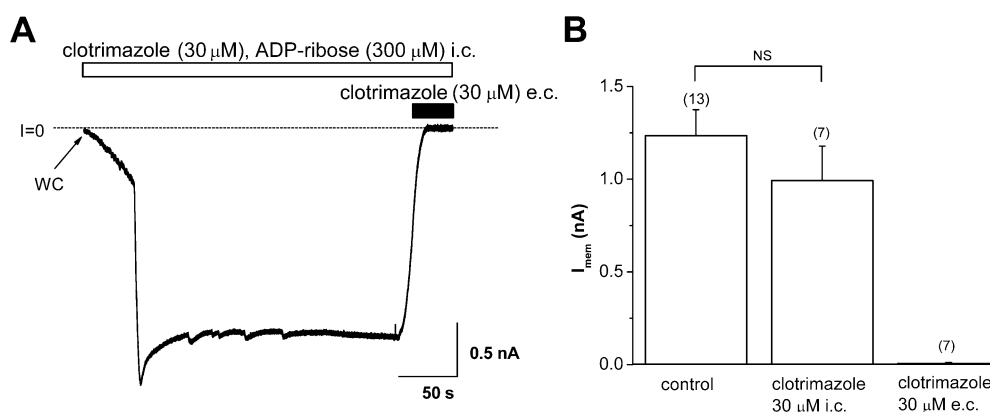 A
clotrimazole (30 μM), ADP-ribose (300 μM) i.c.
clotrimazole (30 μM) e.c.
I=0
WC
0.5 nA
50 s
B
NS
1.5
1.0
0.5
0.0
Imem (nA)
(13)
(7)
(7)
control
clotrimazole
30 μM i.c.
clotrimazole
30 μM e.c.